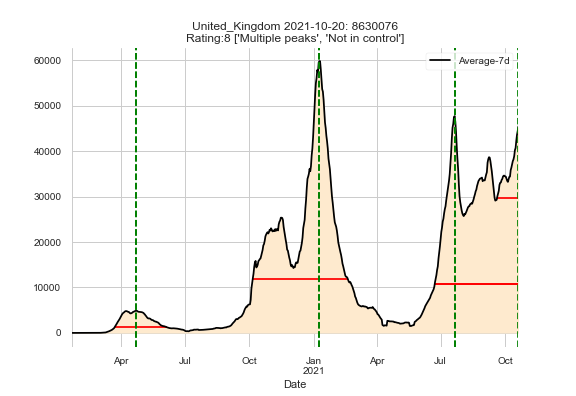 United_Kingdom 2021-10-20: 8630076
Rating:8 ['Multiple peaks', 'Not in control']
Average-7d
60000
50000
40000
30000
20000
10000
0
Apr Jul Oct Jan Apr Jul Oct
2021
Date